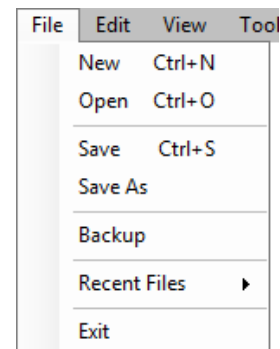 File Edit View Tool
New Ctrl+N
Open Ctrl+O
Save Ctrl+S
Save As
Backup
Recent Files
Exit